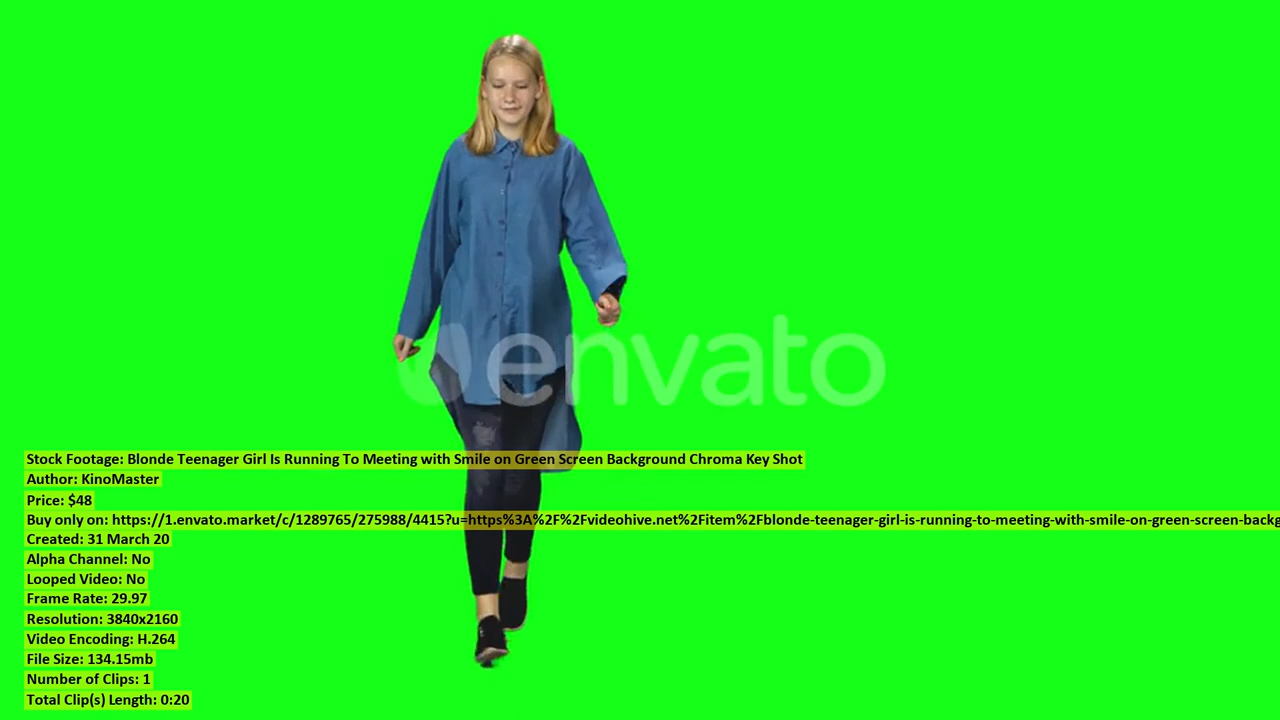 envato
Stock Footage: Blonde Teenager Girl Is Running To Meeting with Smile on Green Screen Background Chroma Key Shot
Author: KinoMaster
Price: $48
Buy only on: https://1.envato.market/c/1289765/275988/4415?u=https%3A%2F%2Fvideohive.net%2Fitem%2Fblonde-teenager-girl-is-running-to-meeting-with-smile-on-green-screen-backg
Created: 31 March 20
Alpha Channel: No
Looped Video: No
Frame Rate: 29.97
Resolution: 3840x2160
Video Encoding: H.264
File Size: 134.15mb
Number of Clips: 1
Total Clip(s) Length: 0:20